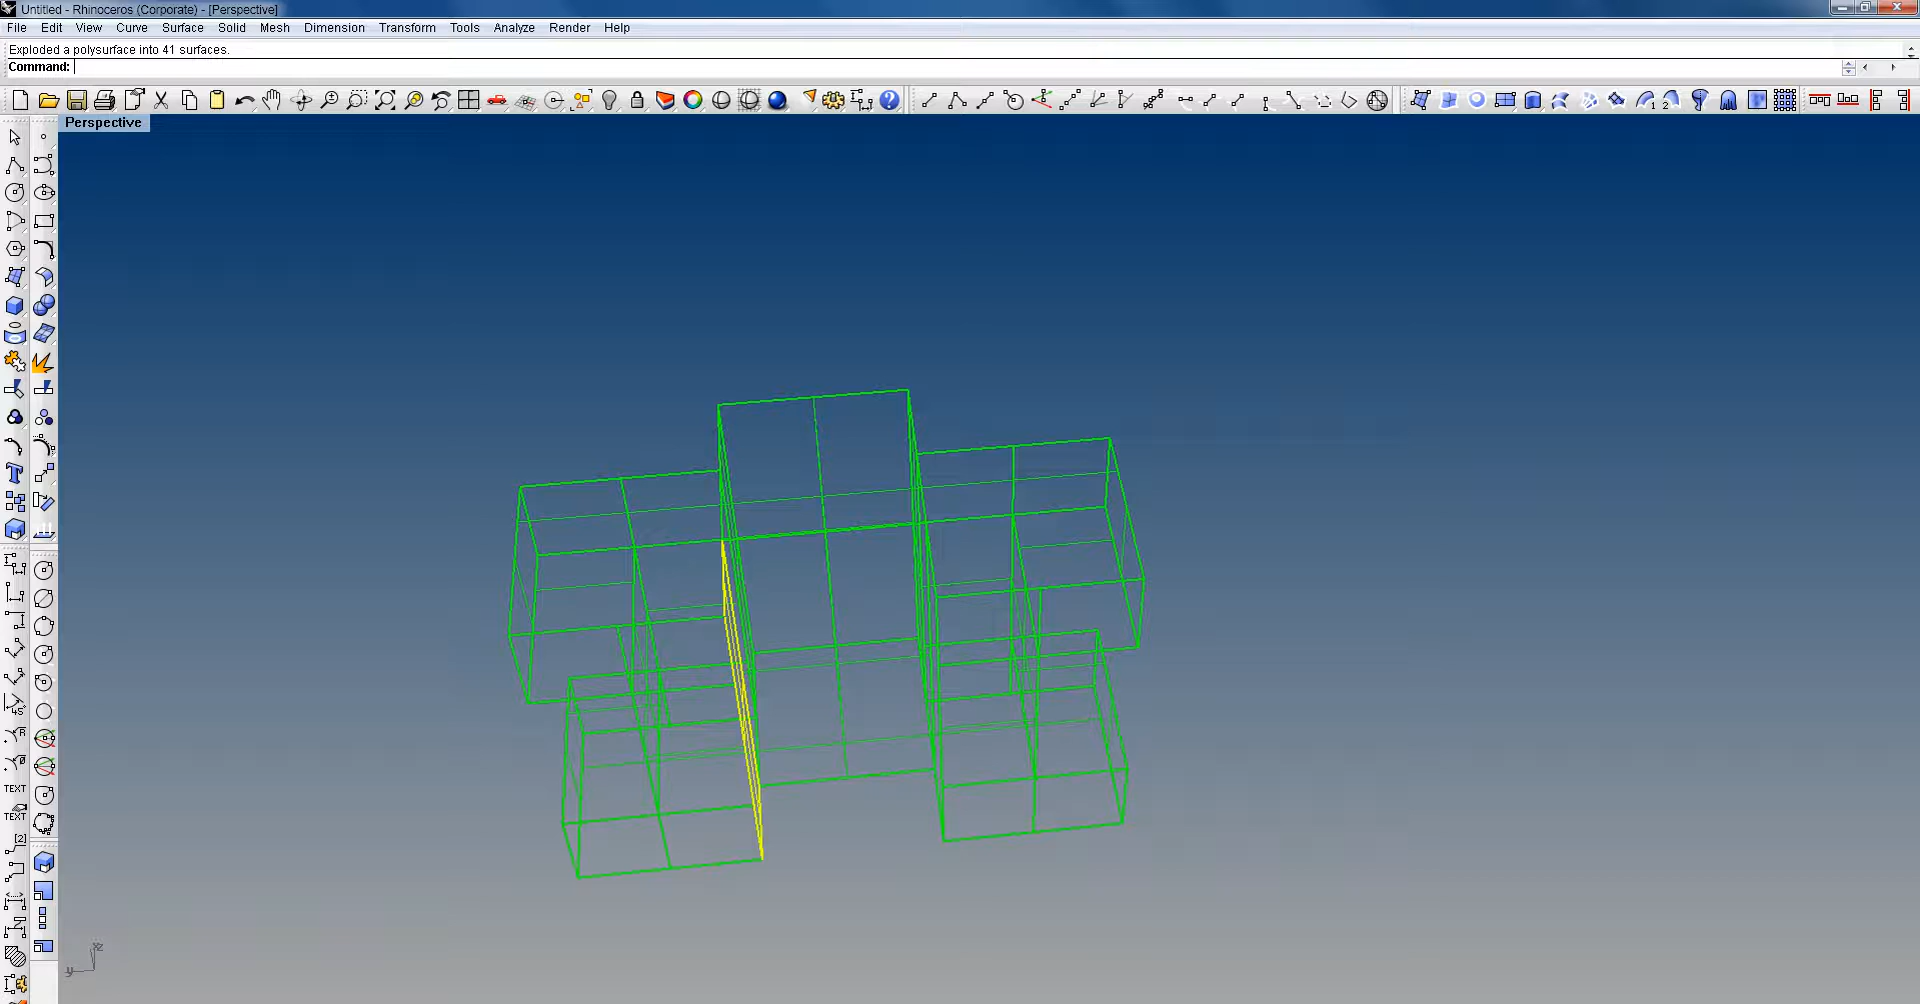 Untitled - Rhinoceros (Corporate) - [Perspective]
File Edit View Curve Surface Solid Mesh Dimension Transform Tools Analyze Render Help
Exploded a polysurface into 41 surfaces.
Command:
Perspective
TEXT
TEXT
[2]
y